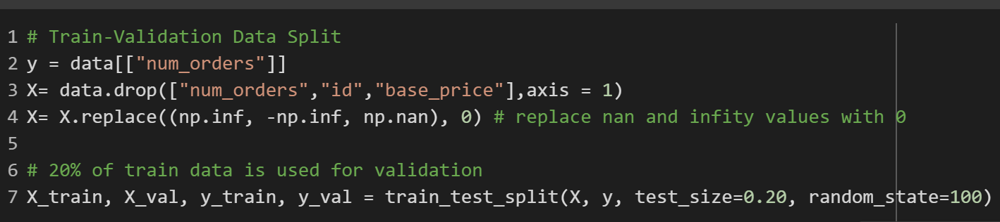 1 # Train-Validation Data Split
2 y = data[["num_orders"]]
3 X= data.drop(["num_orders","id","base_price"],axis = 1)
4 X= X.replace((np.inf, -np.inf, np.nan), 0) # replace nan and infity values with 0
5
6 # 20% of train data is used for validation
7 X_train, X_val, y_train, y_val = train_test_split(X, y, test_size=0.20, random_state=100)